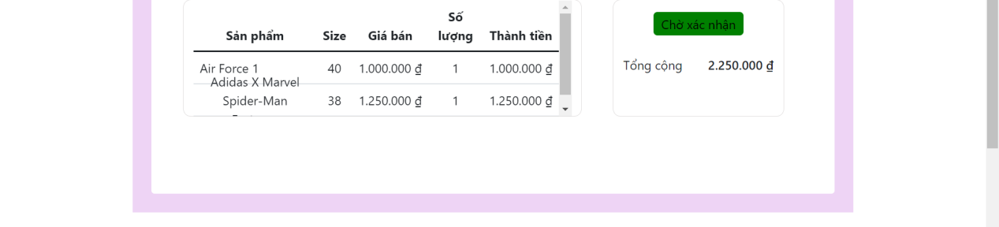 Số
Sản phẩm Size Giá bán lượng Thành tiền
Air Force 1 40 1.000.000 ₫ 1 1.000.000 ₫
Adidas X Marvel
Spider-Man 38 1.250.000 ₫ 1 1.250.000 ₫
Chờ xác nhận
Tổng cộng 2.250.000 ₫